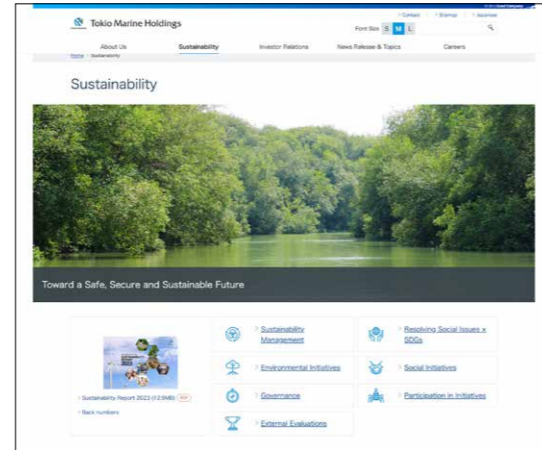 Contact Sitemap Japanese
Tokio Marine Holdings
Font Size S M L
About Us Sustainability Investor Relations News Release & Topics Careers
Home Sustainability
Sustainability
Toward a Safe, Secure and Sustainable Future
Sustainability Management
Resolving Social Issues x SDGs
Environmental Initiatives
Social Initiatives
Governance
Participation in Initiatives
External Evaluations
Sustainability Report 2023 (12.9MB)
Back numbers